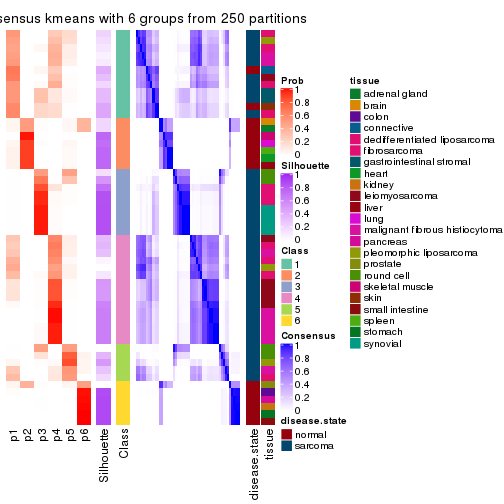 sensus kmeans with 6 groups from 250 partitions
p1
p2
p3
p4
p5
p6
Silhouette
Class
disease.state
tissue
Prob
1
0.8
0.6
0.4
0.2
0
Silhouette
1
0.8
0.6
0.4
0.2
0
Class
1
2
3
4
5
6
Consensus
1
0.8
0.6
0.4
0.2
0
disease.state
normal
sarcoma
tissue
adrenal gland
brain
colon
connective
dedifferentiated liposarcoma
fibrosarcoma
gastrointestinal stromal
heart
kidney
leiomyosarcoma
liver
lung
malignant fibrous histiocytoma
pancreas
pleomorphic liposarcoma
prostate
round cell
skeletal muscle
skin
small intestine
spleen
stomach
synovial